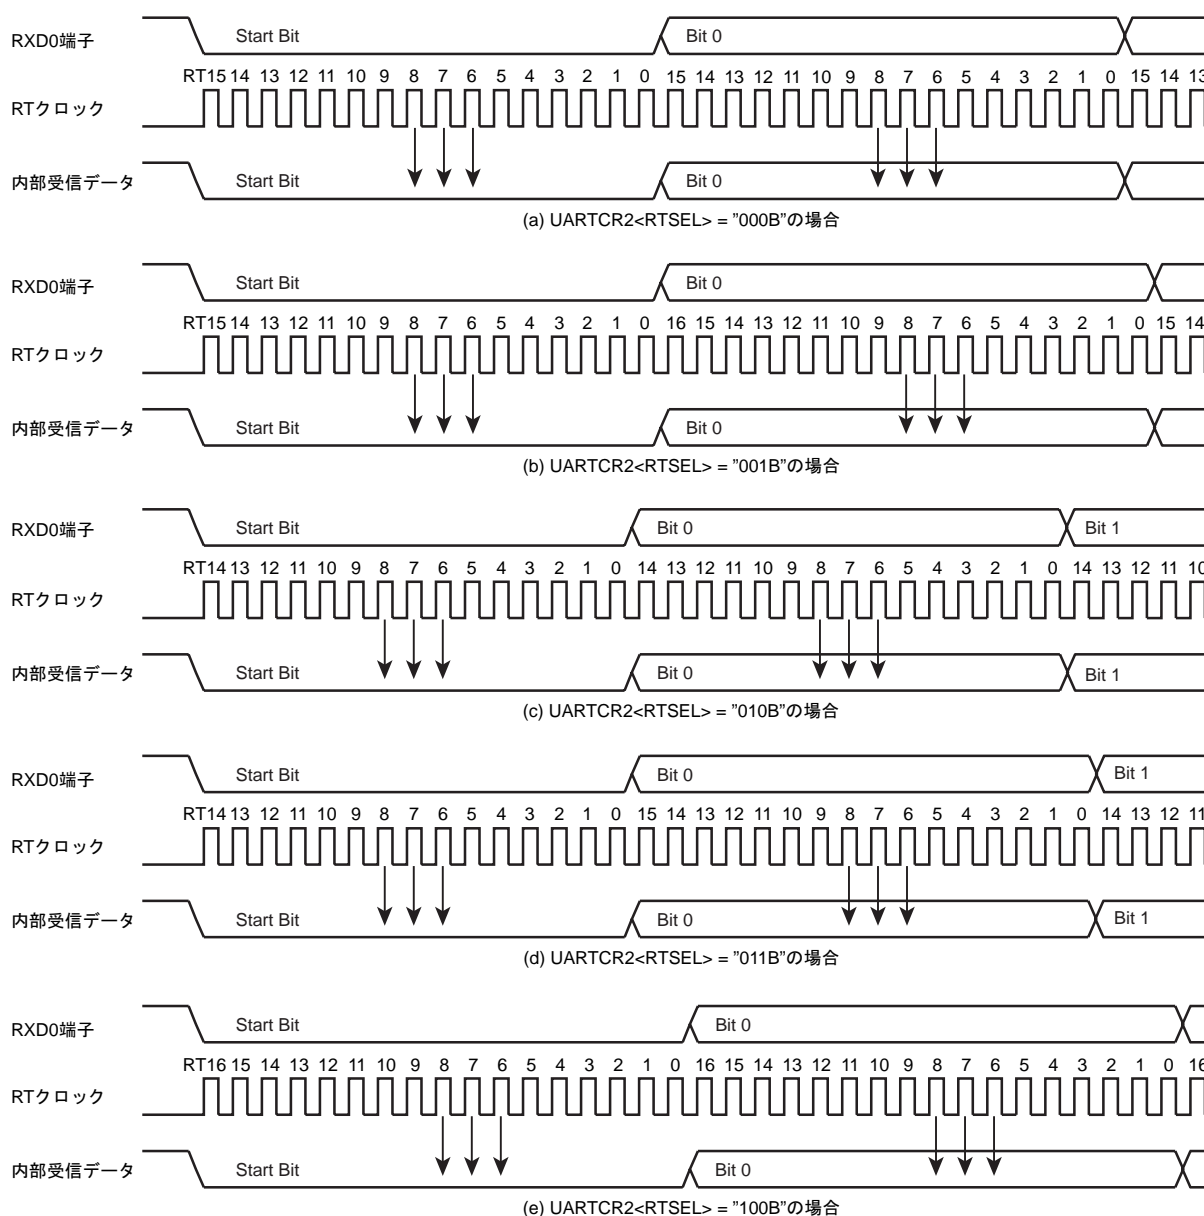 RXD0端子 Start Bit Bit 0
RT15 14 13 12 11 10 9 8 7 6 5 4 3 2 1 0 15 14 13 12 11 10 9 8 7 6 5 4 3 2 1 0 15 14 13
RTクロック
内部受信データ Start Bit Bit 0
(a) UARTCR2<RTSEL> = "000B"の場合
RXD0端子 Start Bit Bit 0
RT15 14 13 12 11 10 9 8 7 6 5 4 3 2 1 0 16 15 14 13 12 11 10 9 8 7 6 5 4 3 2 1 0 15 14
RTクロック
内部受信データ Start Bit Bit 0
(b) UARTCR2<RTSEL> = ”001B”の場合
RXD0端子 Start Bit Bit 0 Bit 1
RT14 13 12 11 10 9 8 7 6 5 4 3 2 1 0 14 13 12 11 10 9 8 7 6 5 4 3 2 1 0 14 13 12 11 10
RTクロック
内部受信データ Start Bit Bit 0 Bit 1
(c) UARTCR2<RTSEL> = ”010B”の場合
RXD0端子 Start Bit Bit 0 Bit 1
RT14 13 12 11 10 9 8 7 6 5 4 3 2 1 0 15 14 13 12 11 10 9 8 7 6 5 4 3 2 1 0 14 13 12 11
RTクロック
内部受信データ Start Bit Bit 0 Bit 1
(d) UARTCR2<RTSEL> = ”011B”の場合
RXD0端子 Start Bit Bit 0
RT16 15 14 13 12 11 10 9 8 7 6 5 4 3 2 1 0 16 15 14 13 12 11 10 9 8 7 6 5 4 3 2 1 0 16
RTクロック
内部受信データ Start Bit Bit 0
(e) UARTCR2<RTSEL> = "100B"の場合